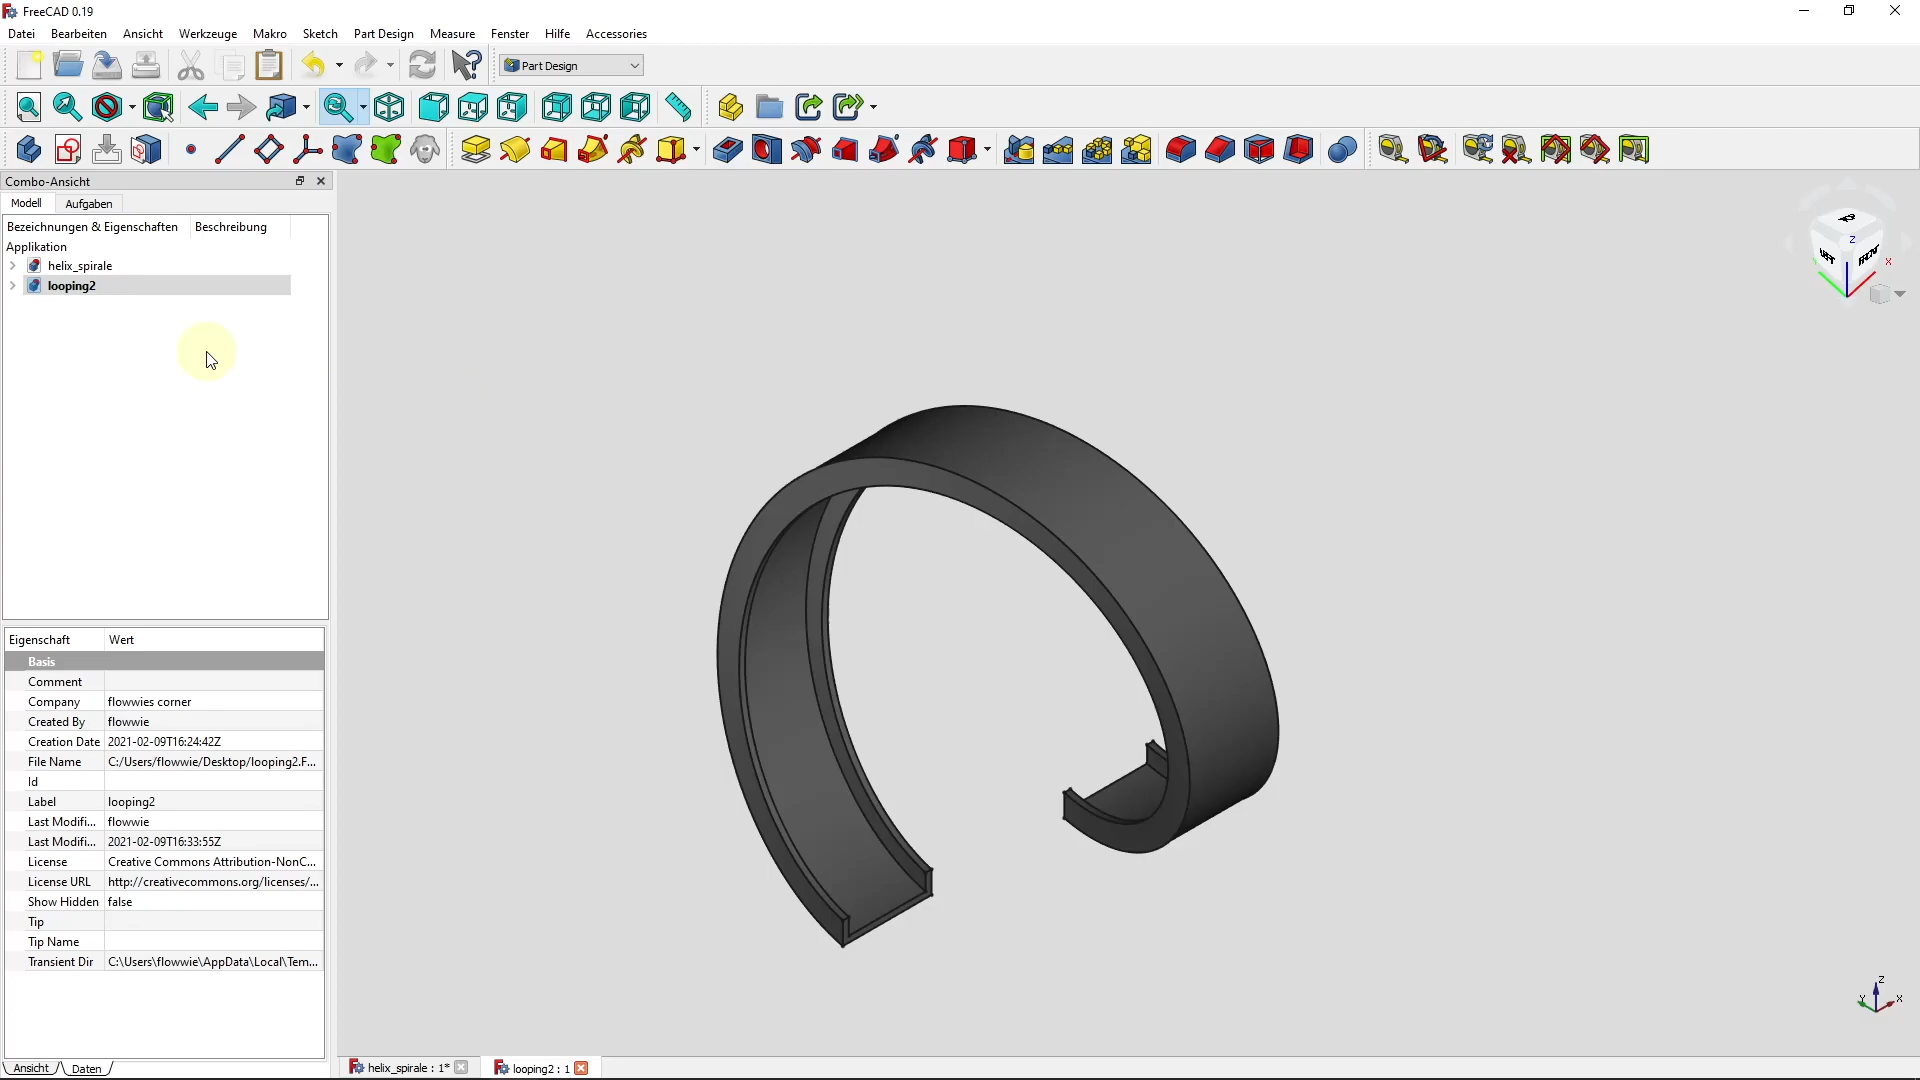 FreeCAD 0.19
Datei Bearbeiten Ansicht Werkzeuge Makro Sketch Part Design Measure Fenster Hilfe Accessories
Part Design
Combo-Ansicht
Modell Aufgaben
Bezeichnungen & Eigenschaften Beschreibung
Applikation
helix_spirale
looping2
Eigenschaft Wert
Basis
Comment
Company flowwies corner
Created By flowwie
Creation Date 2021-02-09T16:24:42Z
File Name C:/Users/flowwie/Desktop/looping2.F...
Id
Label looping2
Last Modifi... flowwie
Last Modifi... 2021-02-09T16:33:55Z
License Creative Commons Attribution-NonC...
License URL http://creativecommons.org/licenses/...
Show Hidden false
Tip
Tip Name
Transient Dir C:\Users\flowwie\AppData\Local\Tem...
Ansicht Daten
helix_spirale : 1*
looping2 : 1
Z
X
Z
Y
X